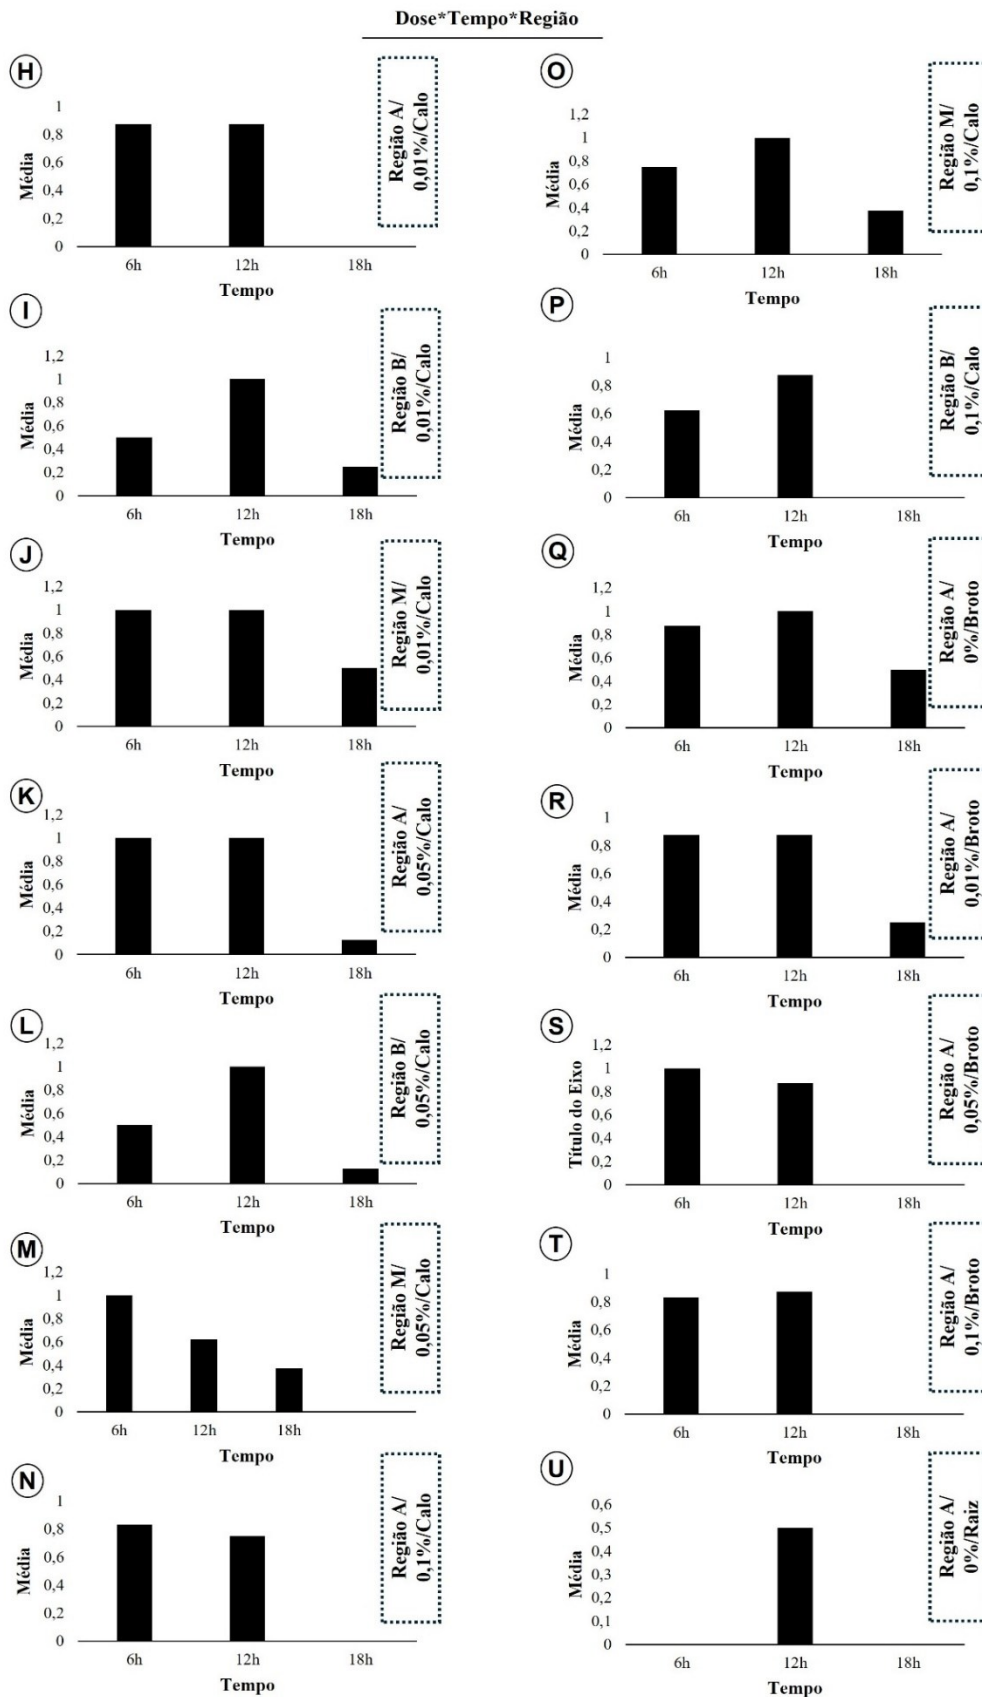 Dose*Tempo*Região
H
Região A/
0,01%/Calo
Média
1
0,8
0,6
0,4
0,2
0
6h 12h 18h
Tempo
I
Região B/
0,01%/Calo
Média
1,2
1
0,8
0,6
0,4
0,2
0
6h 12h 18h
Tempo
J
Região M/
0,01%/Calo
Média
1,2
1
0,8
0,6
0,4
0,2
0
6h 12h 18h
Tempo
K
Região A/
0,05%/Calo
Média
1,2
1
0,8
0,6
0,4
0,2
0
6h 12h 18h
Tempo
L
Região B/
0,05%/Calo
Média
1,2
1
0,8
0,6
0,4
0,2
0
6h 12h 18h
Tempo
M
Região M/
0,05%/Calo
Média
1,2
1
0,8
0,6
0,4
0,2
0
6h 12h 18h
Tempo
N
Região A/
0,1%/Calo
Média
1
0,8
0,6
0,4
0,2
0
6h 12h 18h
Tempo
O
Região M/
0,1%/Calo
Média
1,2
1
0,8
0,6
0,4
0,2
0
6h 12h 18h
Tempo
P
Região B/
0,1%/Calo
Média
1
0,8
0,6
0,4
0,2
0
6h 12h 18h
Tempo
Q
Região A/
0%/Broto
Média
1,2
1
0,8
0,6
0,4
0,2
0
6h 12h 18h
Tempo
R
Região A/
0,01%/Broto
Média
1
0,8
0,6
0,4
0,2
0
6h 12h 18h
Tempo
S
Região A/
0,05%/Broto
Título do Eixo
1,2
1
0,8
0,6
0,4
0,2
0
6h 12h 18h
Tempo
T
Região A/
0,1%/Broto
Média
1
0,8
0,6
0,4
0,2
0
6h 12h 18h
Tempo
U
Região A/
0%/Raiz
Média
0,6
0,5
0,4
0,3
0,2
0,1
0
6h 12h 18h
Tempo